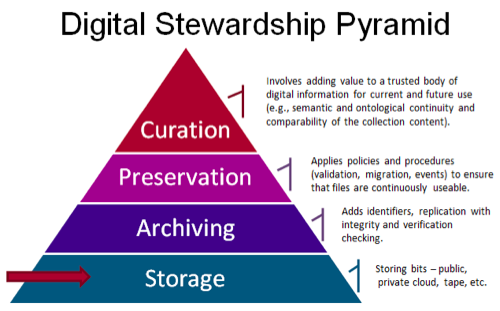 Digital Stewardship Pyramid
Curation
Involves adding value to a trusted body of
digital information for current and future use
(e.g., semantic and ontological continuity and
comparability of the collection content).
Preservation
Applies policies and procedures
(validation, migration, events) to ensure
that files are continuously useable.
Archiving
Adds identifiers, replication with
integrity and verification
checking.
Storage
Storing bits – public,
private cloud, tape, etc.